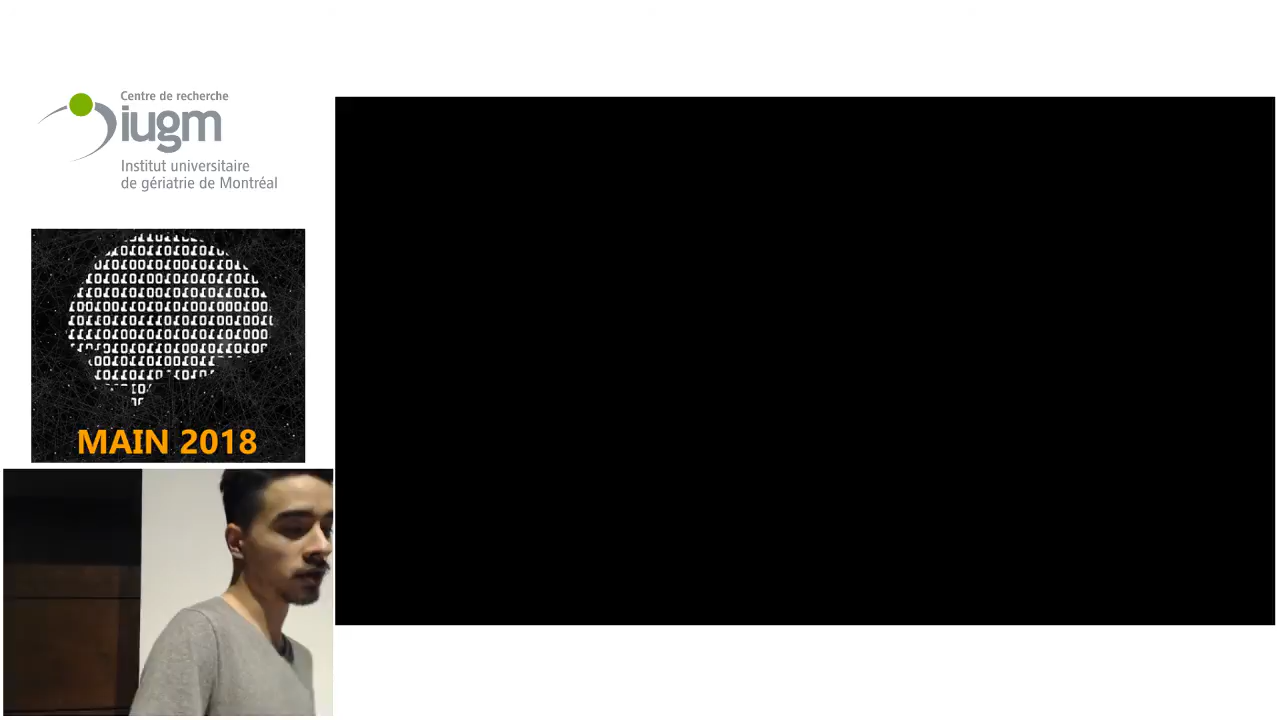 Centre de recherche
iugm
Institut universitaire
de gériatrie de Montréal
MAIN 2018